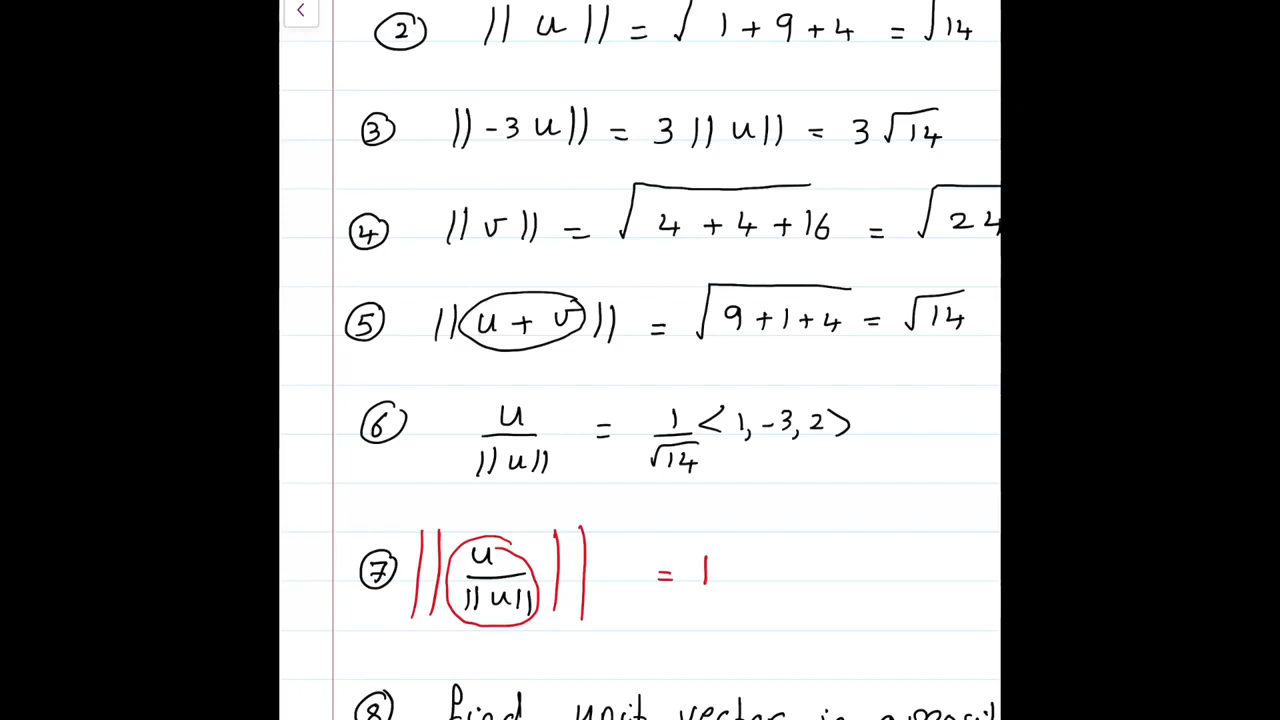 ② ||u|| = √1+9+4 = √14
③ ||-3u|| = 3||u|| = 3√14
④ ||v|| = √4+4+16 = √24
⑤ ||u+v|| = √9+1+4 = √14
⑥ u/||u|| = 1/√14 <1,-3,2>
⑦ ||u/||u|||| = 1
⑧ find unit vector in